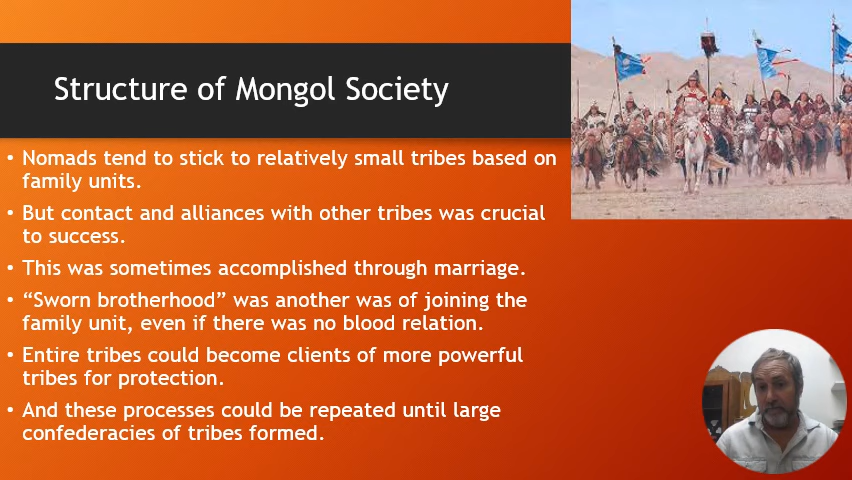 Structure of Mongol Society
• Nomads tend to stick to relatively small tribes based on
family units.
• But contact and alliances with other tribes was crucial
to success.
• This was sometimes accomplished through marriage.
• “Sworn brotherhood” was another was of joining the
family unit, even if there was no blood relation.
• Entire tribes could become clients of more powerful
tribes for protection.
• And these processes could be repeated until large
confederacies of tribes formed.